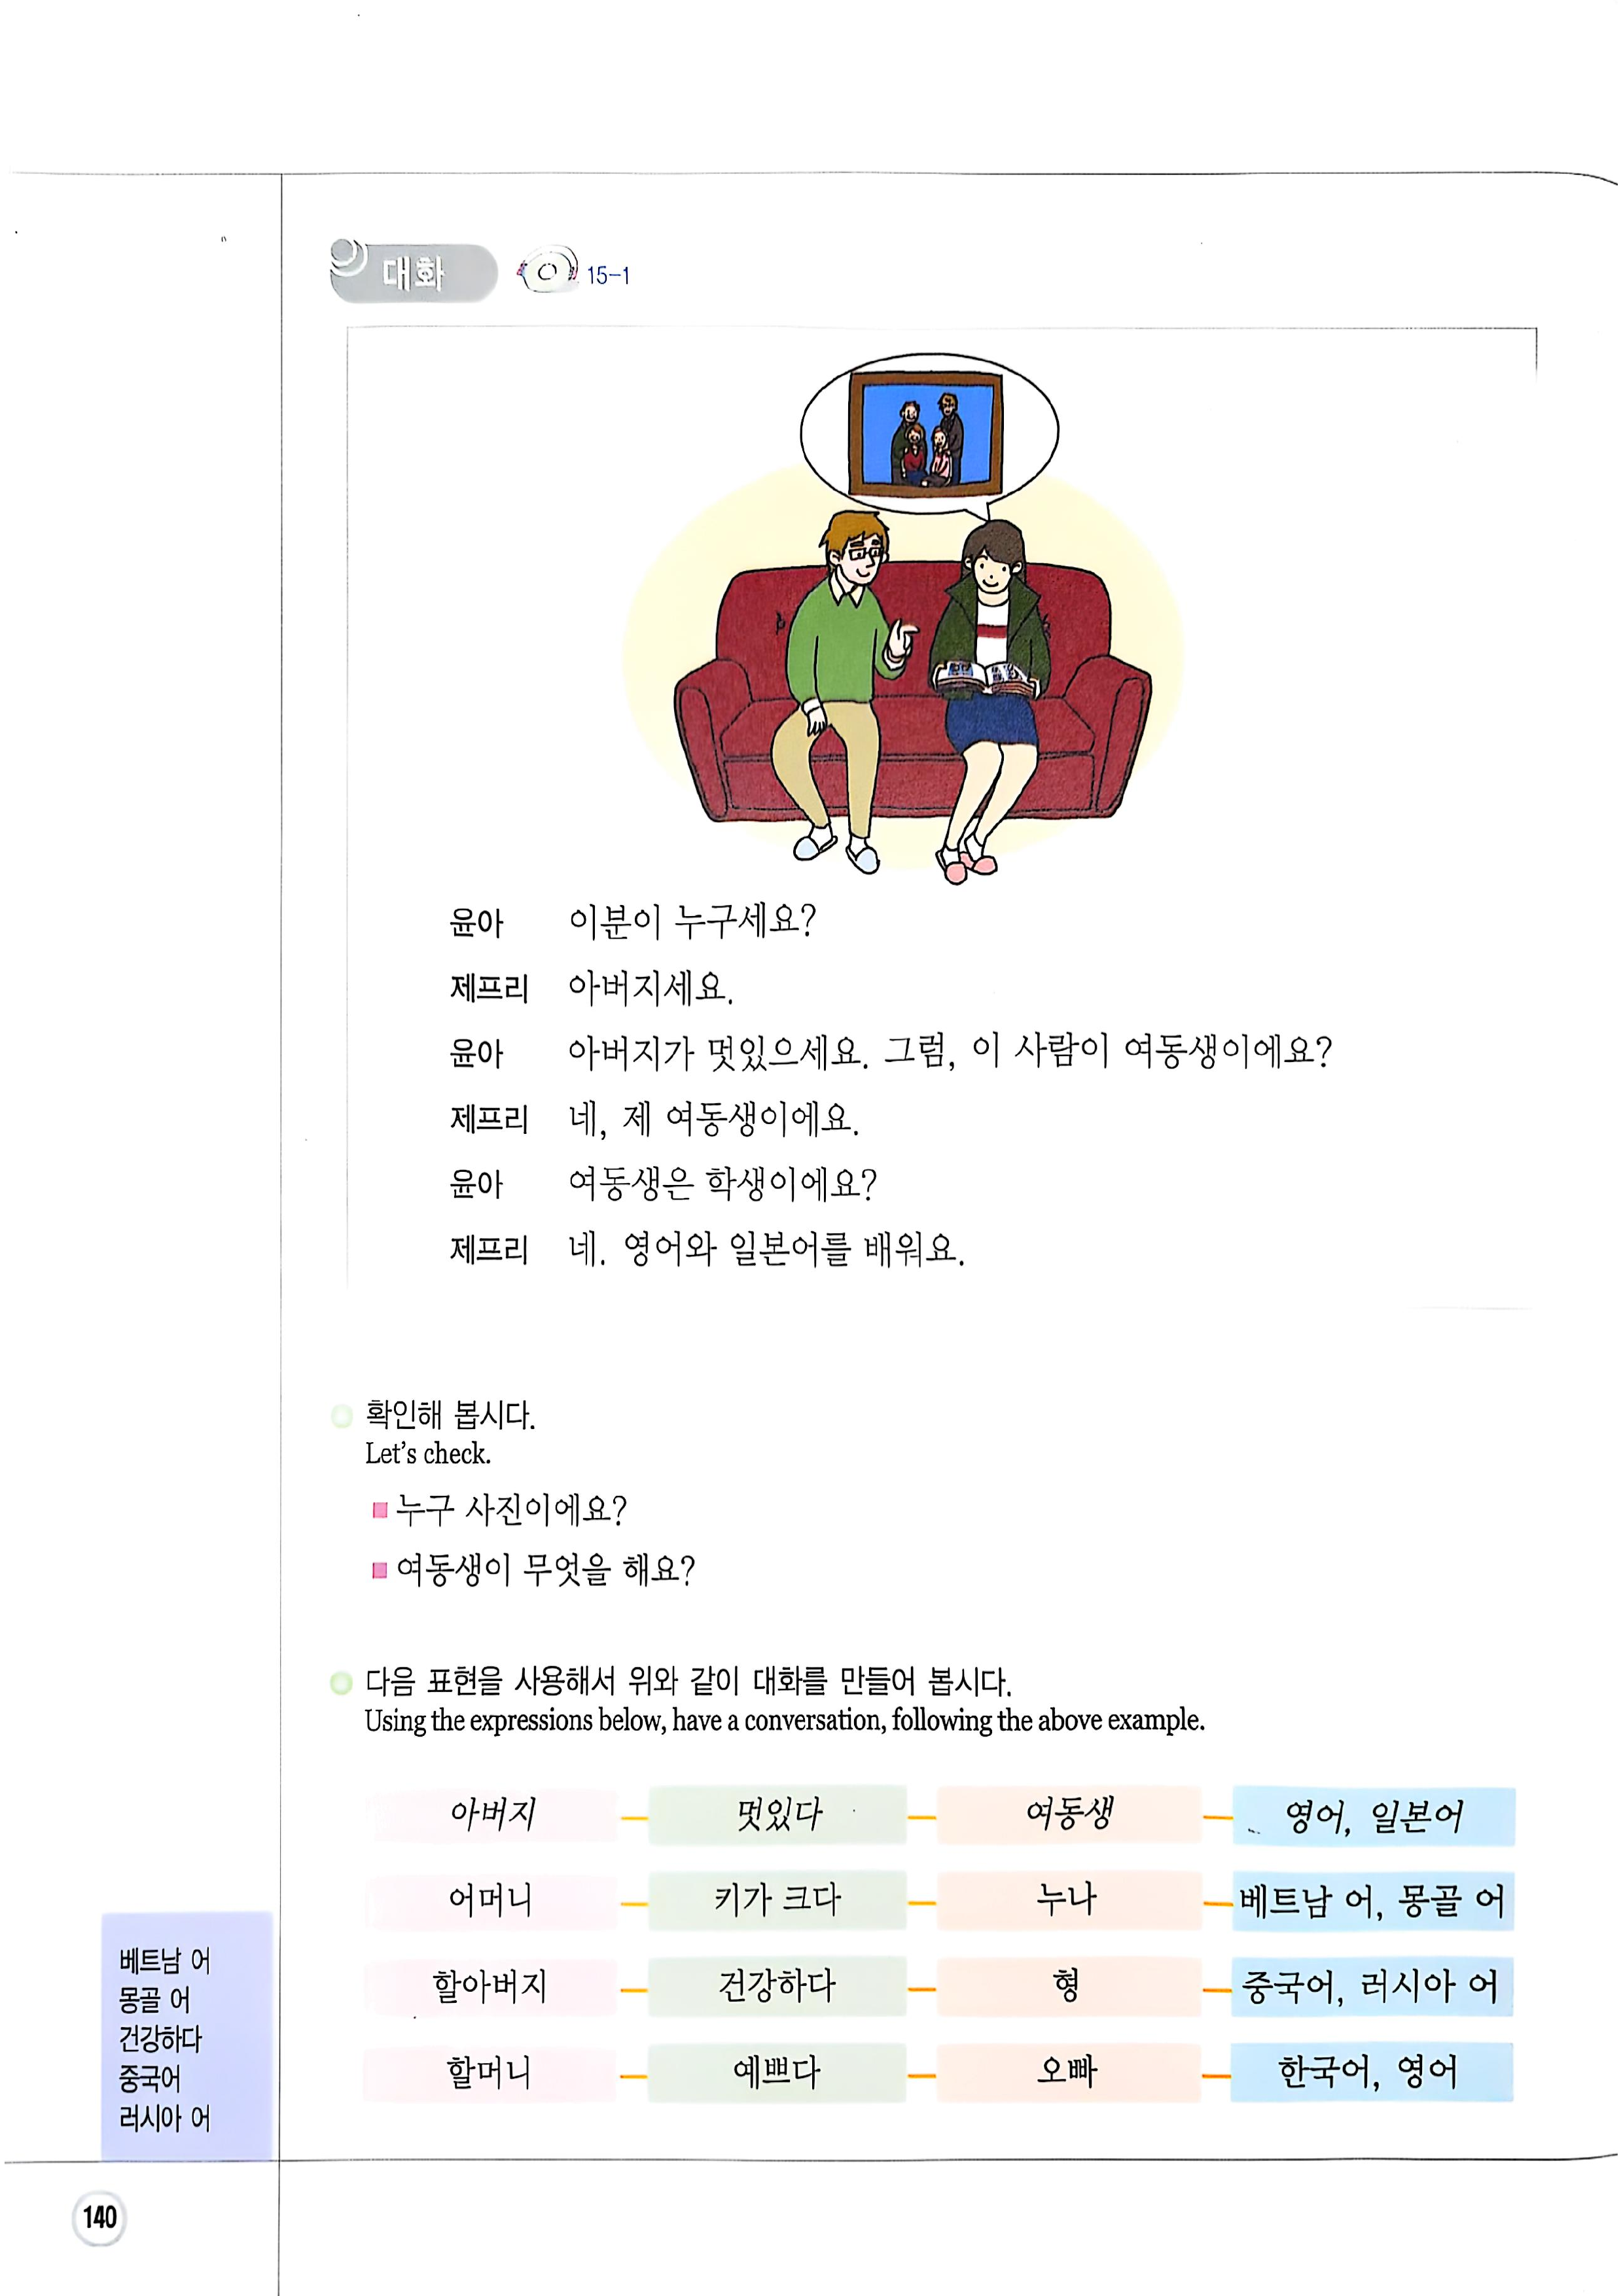 대화 15-1
윤아 이분이 누구세요?
제프리 아버지세요.
윤아 아버지가 멋있으세요. 그럼, 이 사람이 여동생이에요?
제프리 네, 제 여동생이에요.
윤아 여동생은 학생이에요?
제프리 네. 영어와 일본어를 배워요.
확인해 봅시다.
Let's check.
누구 사진이에요?
여동생이 무엇을 해요?
다음 표현을 사용해서 위와 같이 대화를 만들어 봅시다.
Using the expressions below, have a conversation, following the above example.
아버지 멋있다 여동생 영어, 일본어
어머니 키가 크다 누나 베트남 어, 몽골 어
할아버지 건강하다 형 중국어, 러시아 어
할머니 예쁘다 오빠 한국어, 영어
베트남 어
몽골 어
건강하다
중국어
러시아 어
140